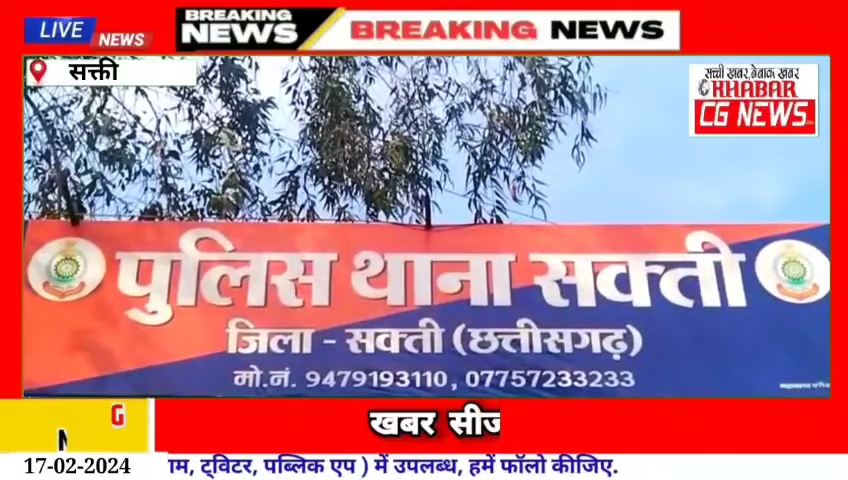 LIVE NEWS
BREAKING NEWS
BREAKING NEWS
सक्ती
सच्ची खबर, बेबाक खबर
KHABAR
CG NEWS
पुलिस थाना सक्ती
जिला - सक्ती (छत्तीसगढ़)
मो.नं. 9479193110, 07757233233
G
N
खबर सीज
17-02-2024
ाम, ट्विटर, पब्लिक एप ) में उपलब्ध, हमें फॉलो कीजिए.